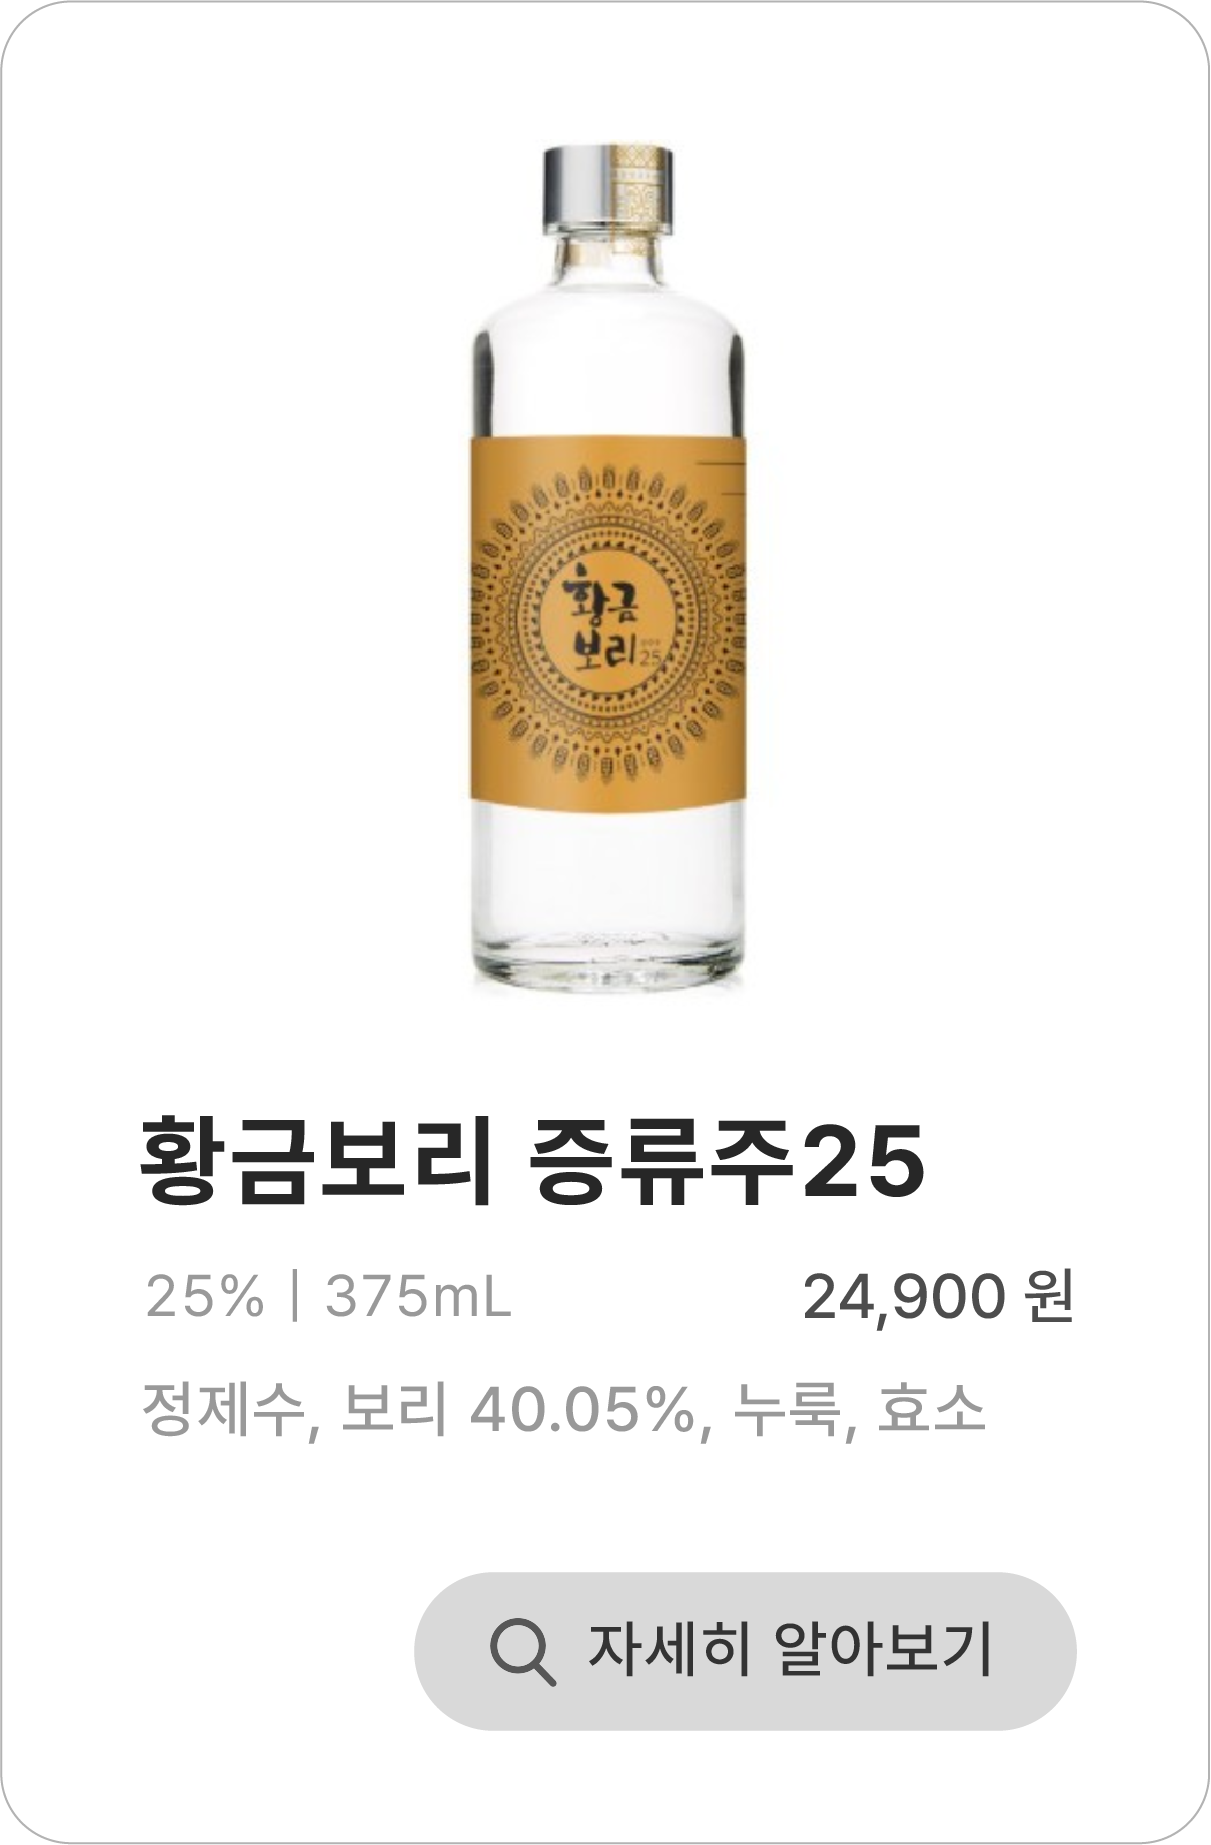 황금
보리 25
황금보리 증류주25
25% | 375mL
24,900 원
정제수, 보리 40.05%, 누룩, 효소
자세히 알아보기